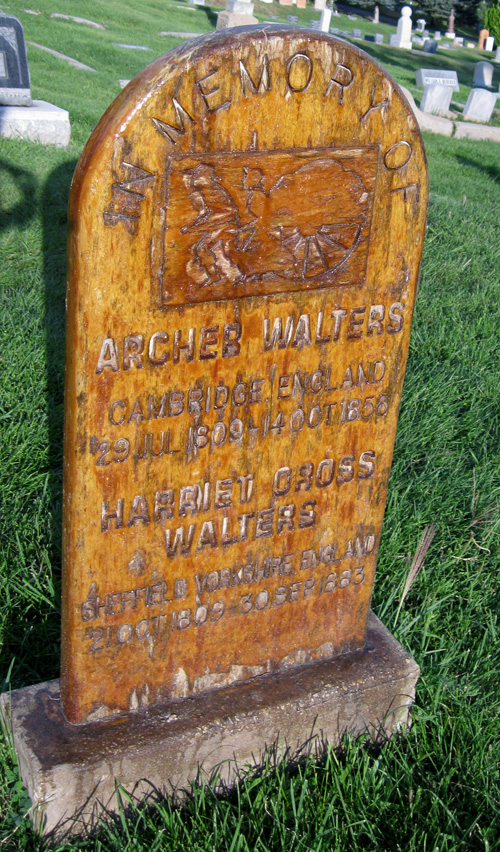 IN MEMORY OF
ARCHER WALTERS
CAMBRIDGE, ENGLAND
29 JUL 1809-14 OCT 1856
HARRIET CROSS
WALTERS
SHEFFIELD YORKSHIRE, ENGLAND
21 OCT 1809-30 SEP 1883